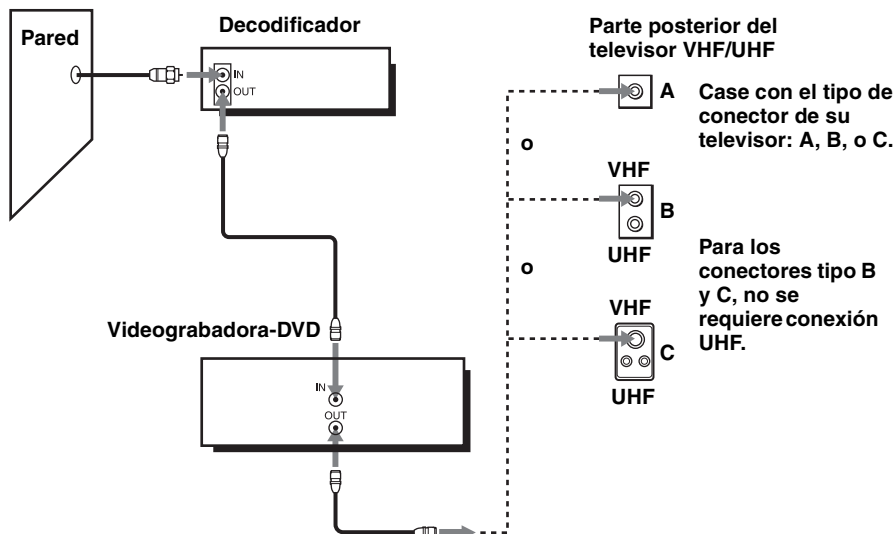 Pared
Decodificador
IN
OUT
Videograbadora-DVD
IN
OUT
Parte posterior del
televisor VHF/UHF
A
Case con el tipo de
conector de su
televisor: A, B, o C.
o
VHF
B
UHF
o
Para los
conectores tipo B
y C, no se
requiere conexión
UHF.
VHF
C
UHF